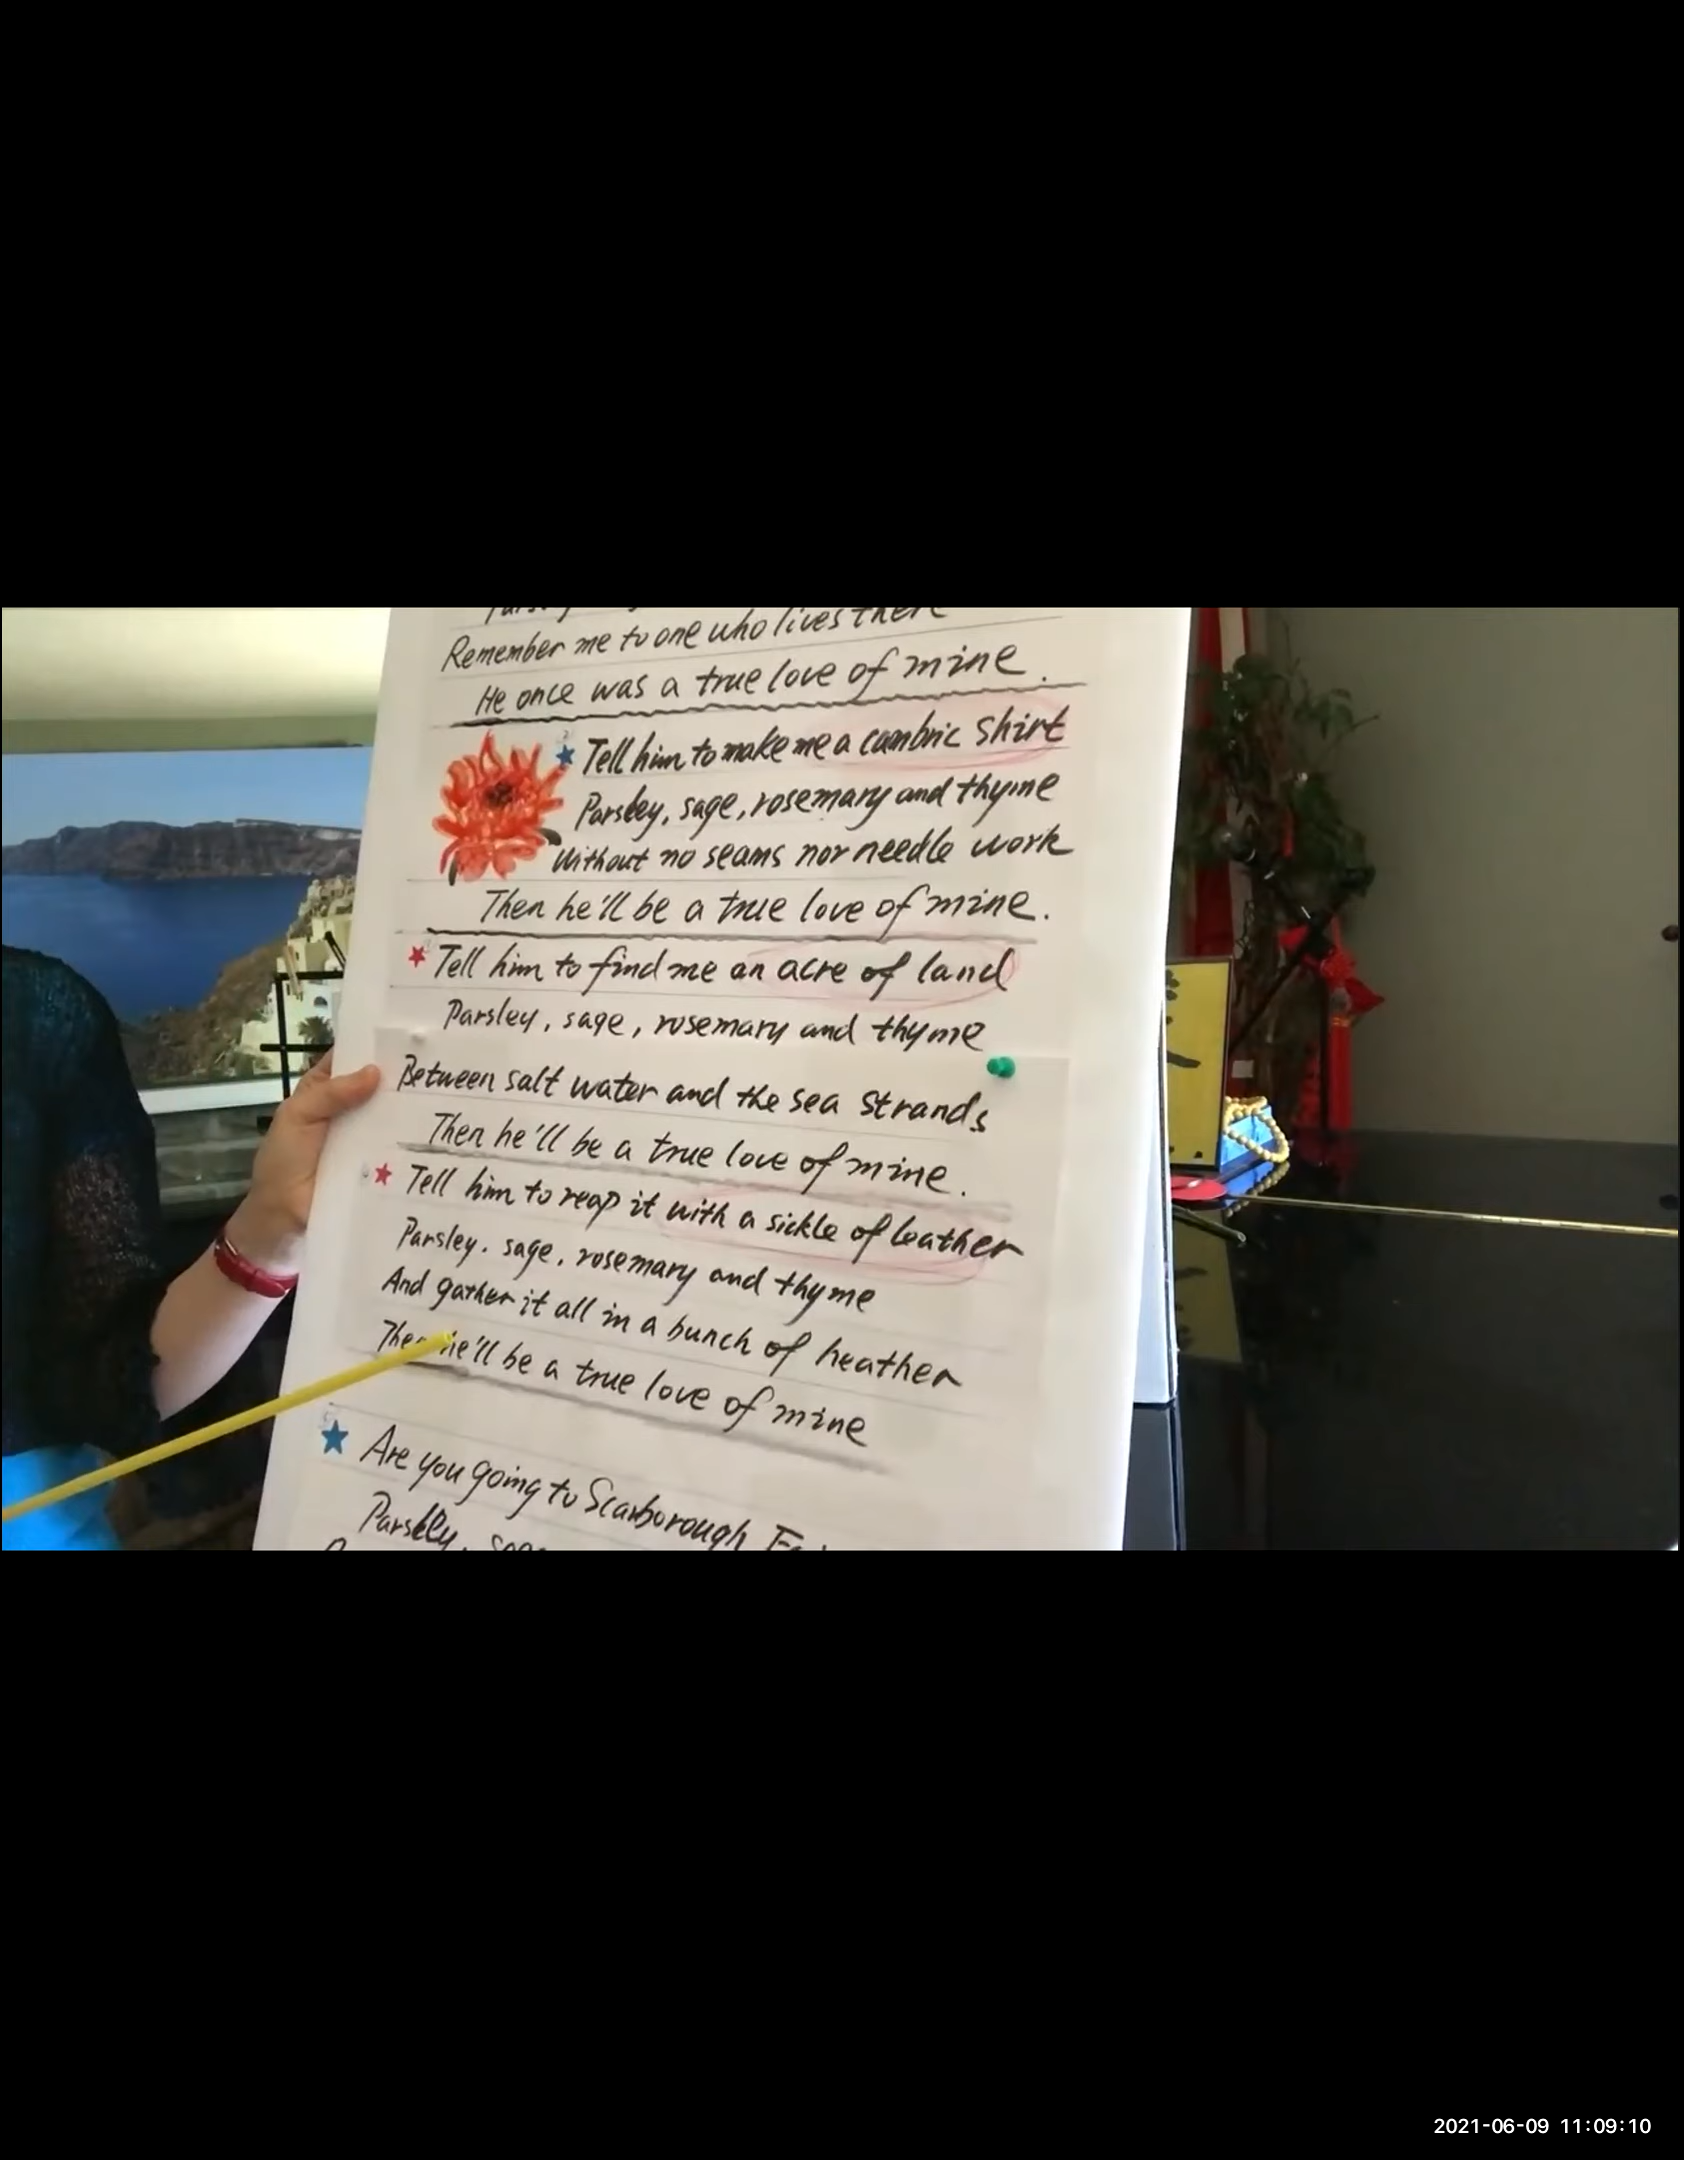 Remember me to one who lives there
He once was a true love of mine.
Tell him to make me a cambric shirt
Parsley, sage, rosemary and thyme
Without no seams nor needle work
Then he'll be a true love of mine.
Tell him to find me an acre of land
Parsley, sage, rosemary and thyme
Between salt water and the sea strands
Then he'll be a true love of mine.
Tell him to reap it with a sickle of leather
Parsley. sage, rosemary and thyme
And gather it all in a bunch of heather
Then he'll be a true love of mine
Are you going to Scarborough
Parsley,
2021-06-09 11:09:10